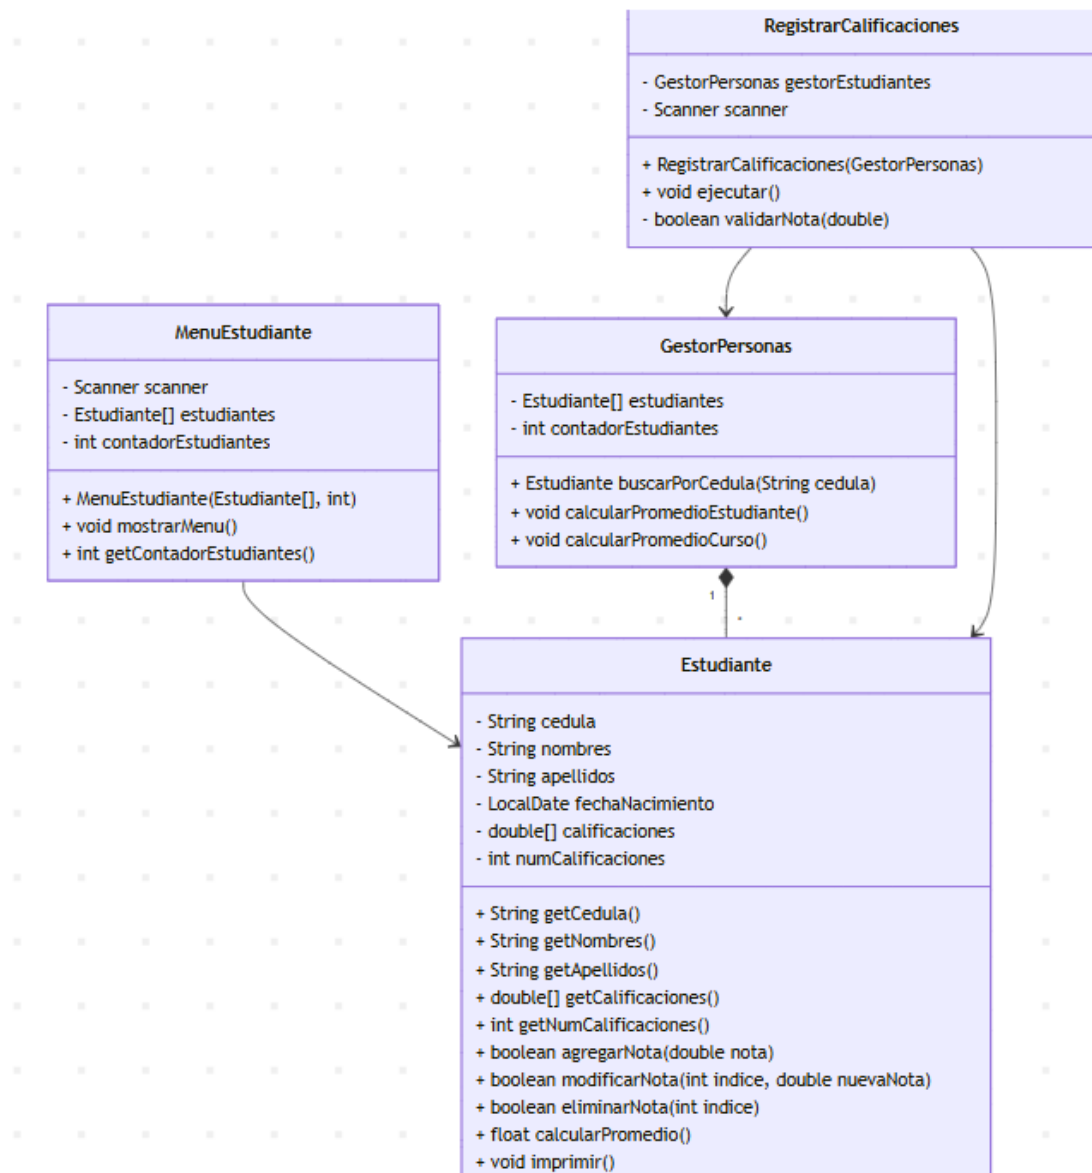 RegistrarCalificaciones
- GestorPersonas gestorEstudiantes
- Scanner scanner
+ RegistrarCalificaciones(GestorPersonas)
+ void ejecutar()
- boolean validarNota(double)
MenuEstudiante
- Scanner scanner
- Estudiante[] estudiantes
- int contadorEstudiantes
+ MenuEstudiante(Estudiante[], int)
+ void mostrarMenu()
+ int getContadorEstudiantes()
GestorPersonas
- Estudiante[] estudiantes
- int contadorEstudiantes
+ Estudiante buscarPorCedula(String cedula)
+ void calcularPromedioEstudiante()
+ void calcularPromedioCurso()
1
*
Estudiante
- String cedula
- String nombres
- String apellidos
- LocalDate fechaNacimiento
- double[] calificaciones
- int numCalificaciones
+ String getCedula()
+ String getNombres()
+ String getApellidos()
+ double[] getCalificaciones()
+ int getNumCalificaciones()
+ boolean agregarNota(double nota)
+ boolean modificarNota(int indice, double nuevaNota)
+ boolean eliminarNota(int indice)
+ float calcularPromedio()
+ void imprimir()